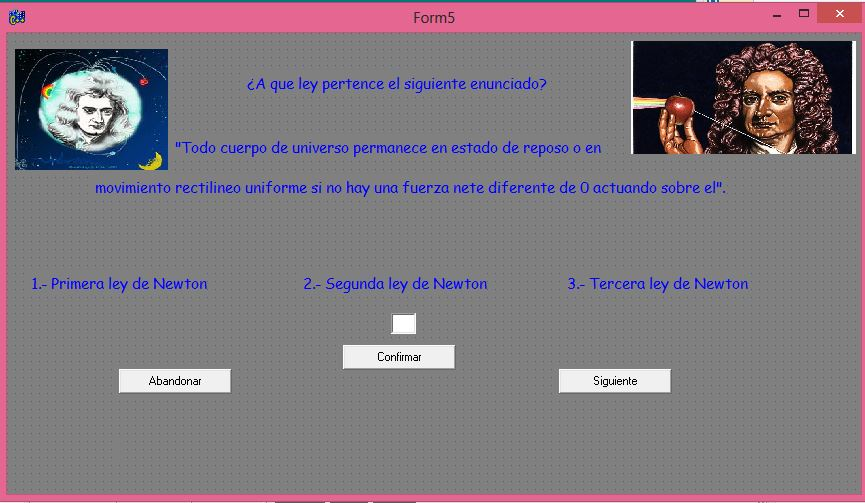 Form5
¿A que ley pertence el siguiente enunciado?
"Todo cuerpo de universo permanece en estado de reposo o en
movimiento rectilineo uniforme si no hay una fuerza nete diferente de 0 actuando sobre el".
1.- Primera ley de Newton
2.- Segunda ley de Newton
3.- Tercera ley de Newton
Confirmar
Abandonar
Siguiente